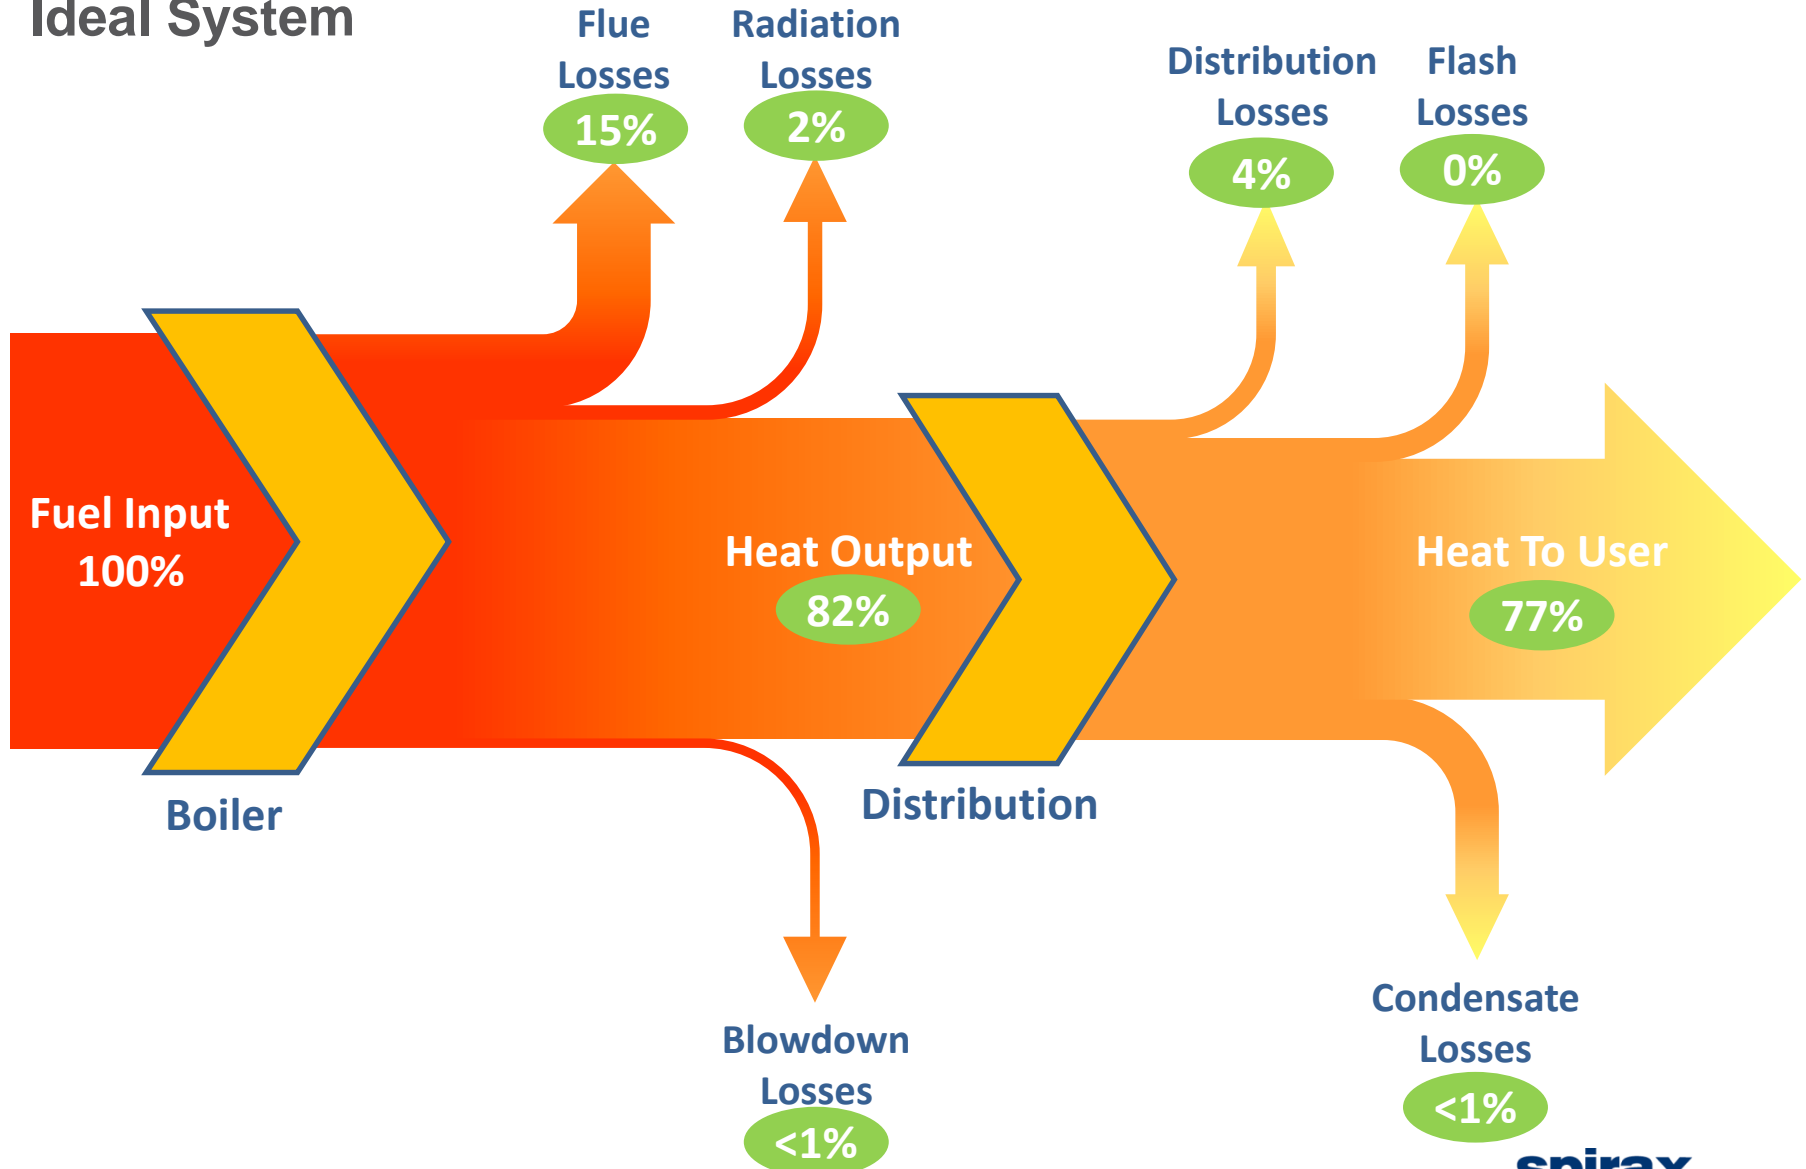 Ideal System
Flue
Losses
15%
Radiation
Losses
2%
Distribution
Losses
4%
Flash
Losses
0%
Fuel Input
100%
Heat Output
82%
Heat To User
77%
Boiler
Distribution
Blowdown
Losses
<1%
Condensate
Losses
<1%
spirax